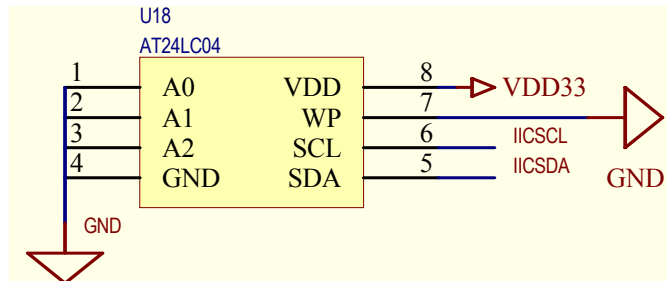 U18
AT24LC04
1 A0 VDD 8 VDD33
2 A1 WP 7
3 A2 SCL 6 IICSCL
4 GND SDA 5 IICSDA
GND GND